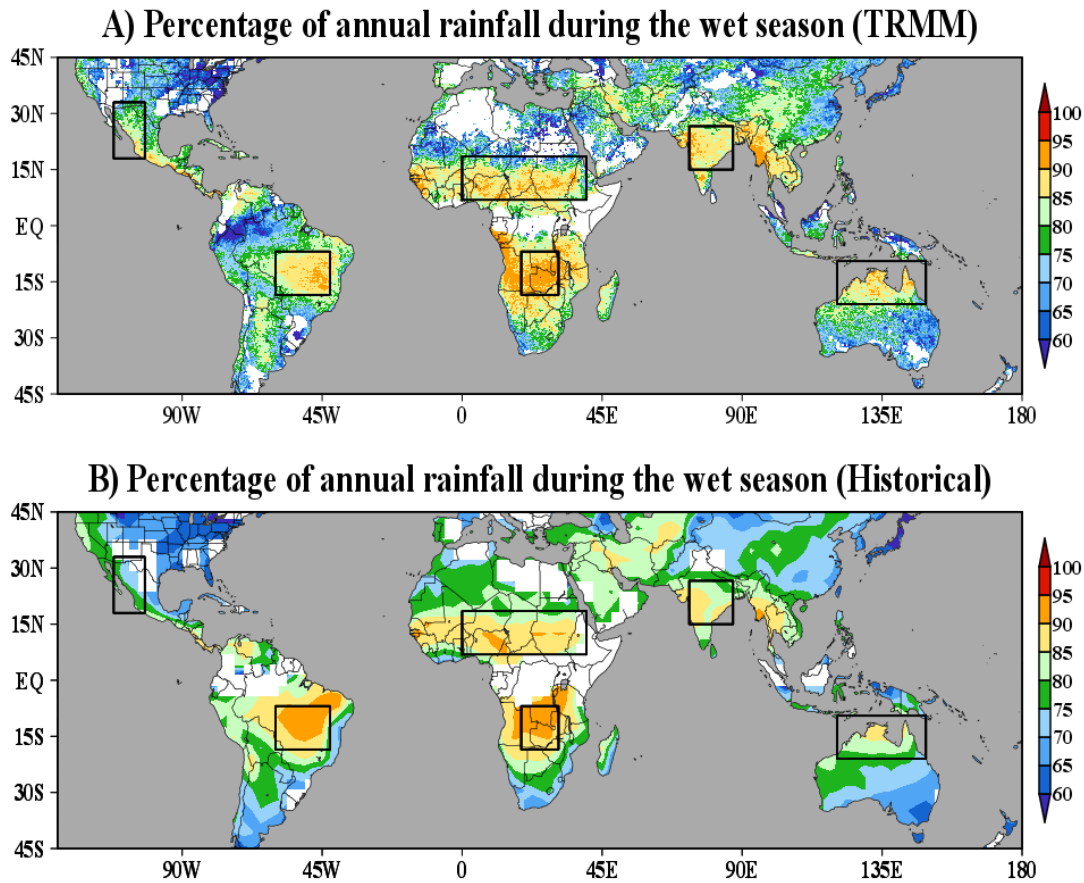 A) Percentage of annual rainfall during the wet season (TRMM)
45N
30N
15N
EQ
15S
30S
45S
90W 45W 0 45E 90E 135E 180
100
95
90
85
80
75
70
65
60
B) Percentage of annual rainfall during the wet season (Historical)
45N
30N
15N
EQ
15S
30S
45S
90W 45W 0 45E 90E 135E 180
100
95
90
85
80
75
70
65
60